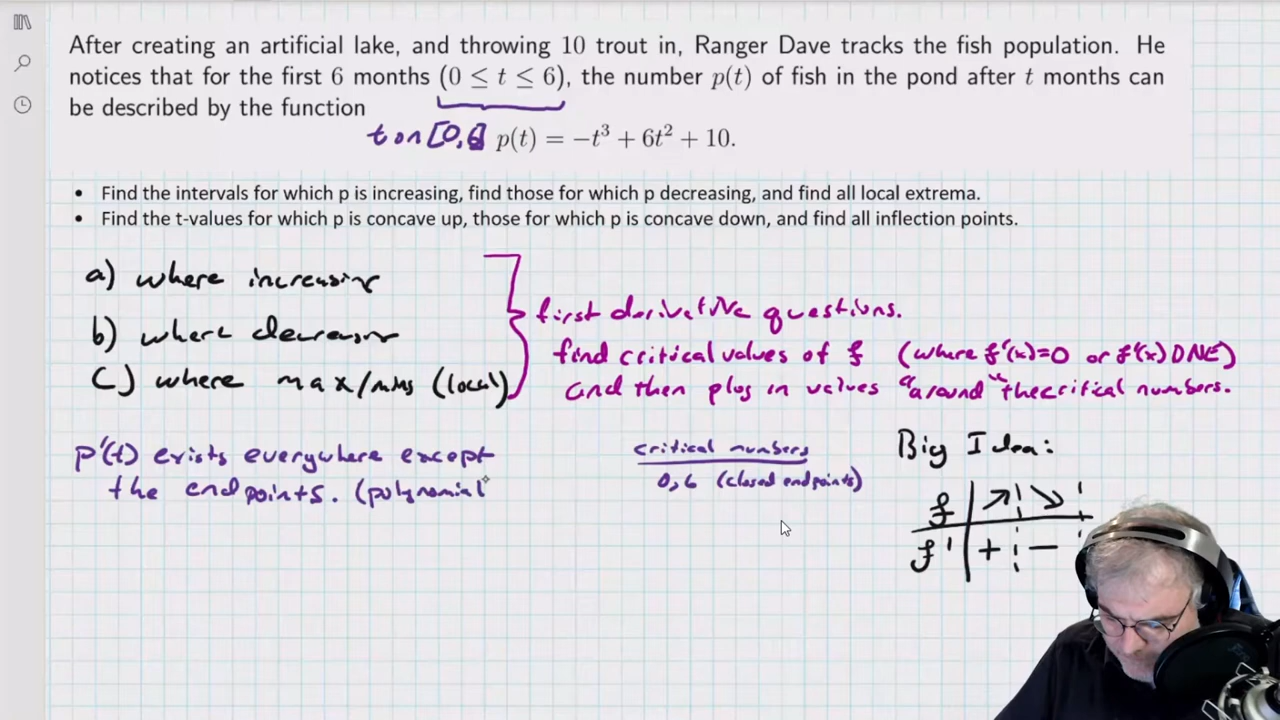 After creating an artificial lake, and throwing 10 trout in, Ranger Dave tracks the fish population. He
notices that for the first 6 months (0 ≤ t ≤ 6), the number p(t) of fish in the pond after t months can
be described by the function
t on [0,6] p(t) = −t³ + 6t² + 10.
• Find the intervals for which p is increasing, find those for which p decreasing, and find all local extrema.
• Find the t-values for which p is concave up, those for which p is concave down, and find all inflection points.
a) where increasing
b) where decreasing
c) where max/mins (local)
first derivative questions.
find critical values of f (where f'(x)=0 or f'(x) DNE)
and then plug in values "around" the critical numbers.
p'(t) exists everywhere except
the endpoints. (polynomial
critical numbers
0,6 (closed endpoints)
Big Idea:
f ↗ ↘
f' + −